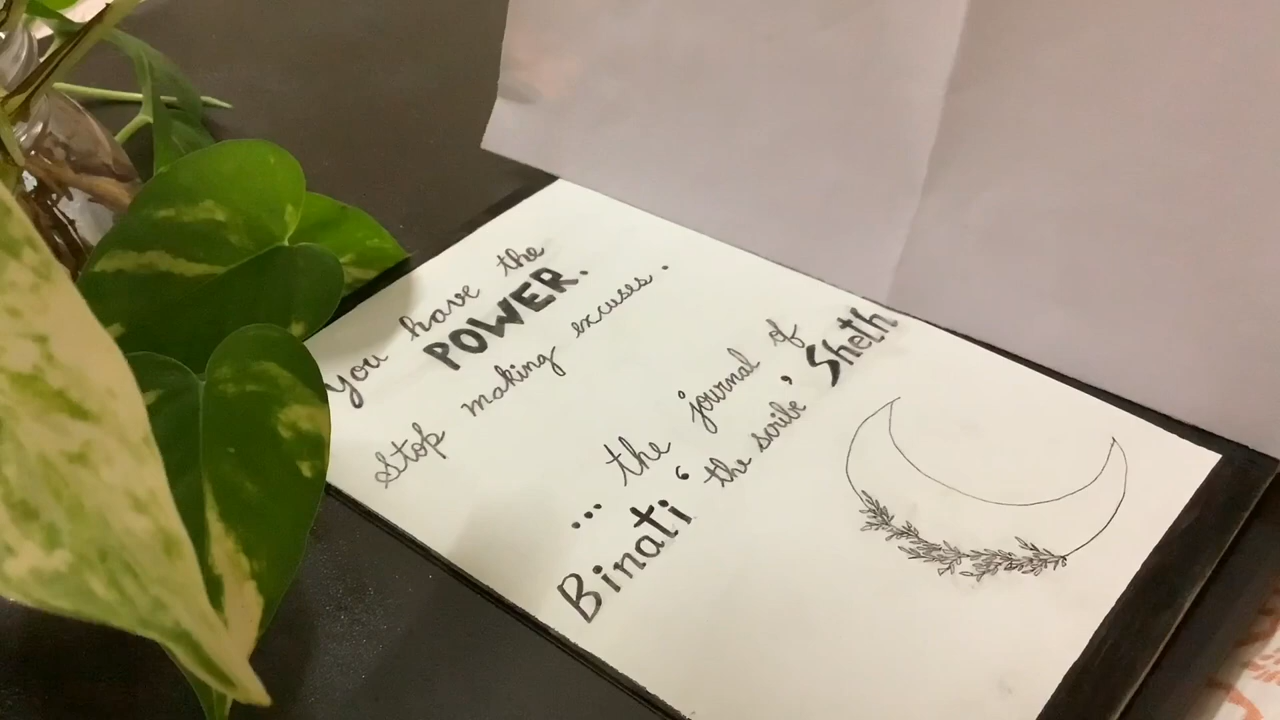 you have the
POWER.
Stop making excuses.
... the journal of
Binati 'the scribe' Sheth